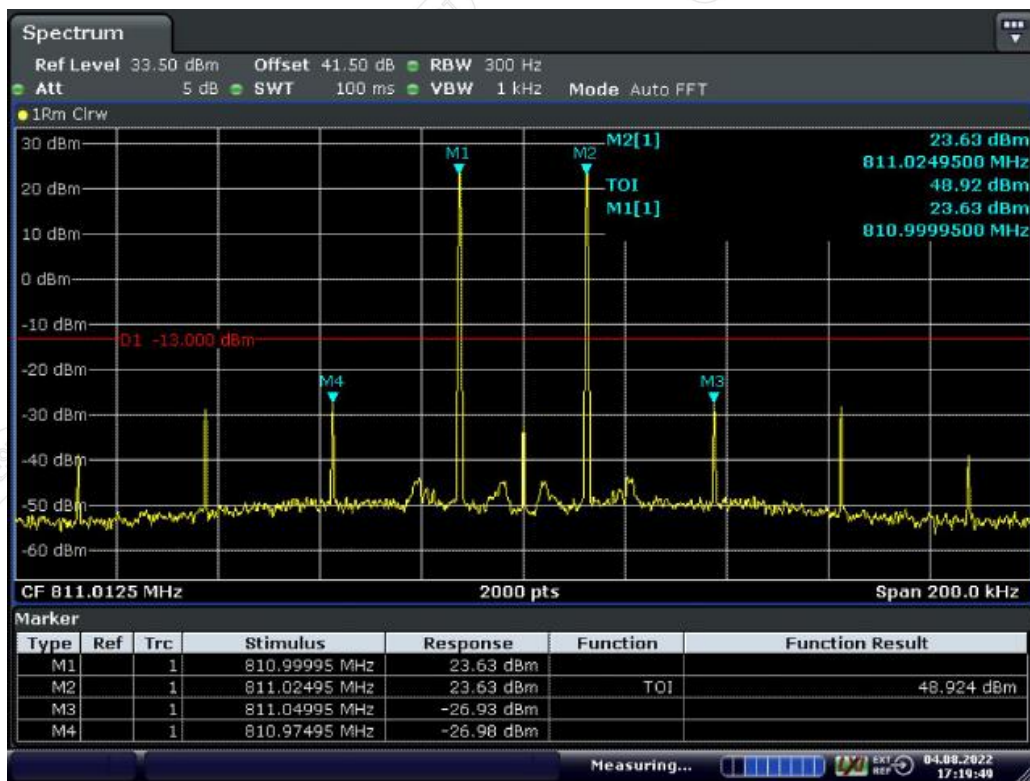 Spectrum
Ref Level 33.50 dBm Offset 41.50 dB RBW 300 Hz
Att 5 dB SWT 100 ms VBW 1 kHz Mode Auto FFT
1Rm Clrw
30 dBm
M2[1] 23.63 dBm
M1 M2
811.0249500 MHz
20 dBm
TOI 48.92 dBm
M1[1] 23.63 dBm
10 dBm
810.9999500 MHz
0 dBm
-10 dBm
D1 -13.000 dBm
-20 dBm
M4 M3
-30 dBm
-40 dBm
-50 dBm
-60 dBm
CF 811.0125 MHz 2000 pts Span 200.0 kHz
Marker
Type Ref Trc Stimulus Response Function Function Result
M1 1 810.99995 MHz 23.63 dBm
M2 1 811.02495 MHz 23.63 dBm TOI 48.924 dBm
M3 1 811.04995 MHz -26.93 dBm
M4 1 810.97495 MHz -26.98 dBm
Measuring... LXI EXT REF 04.08.2022
17:19:49